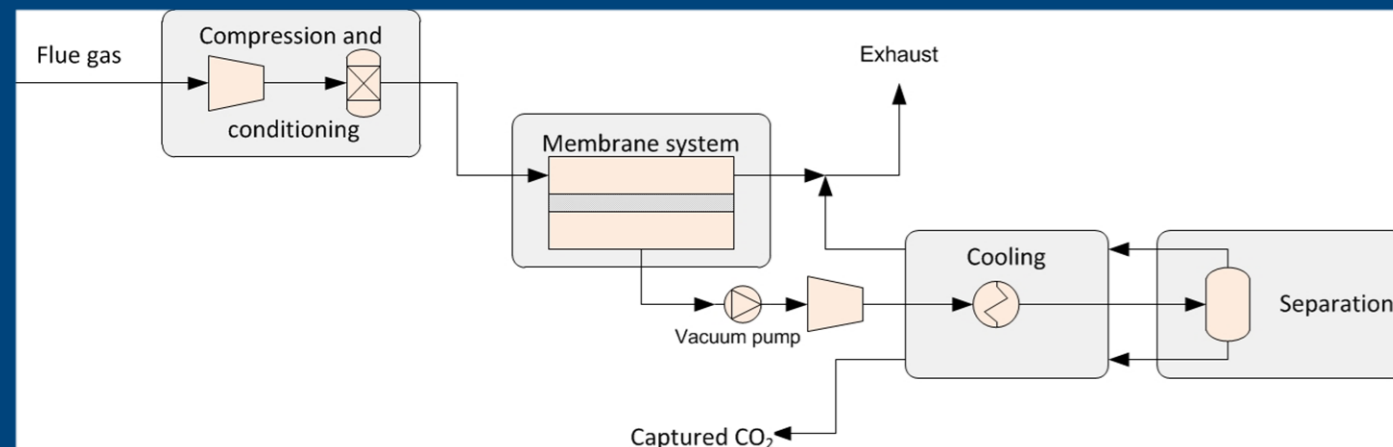 Flue gas
Compression and
conditioning
Exhaust
Membrane system
Cooling
Separation
Vacuum pump
Captured CO₂